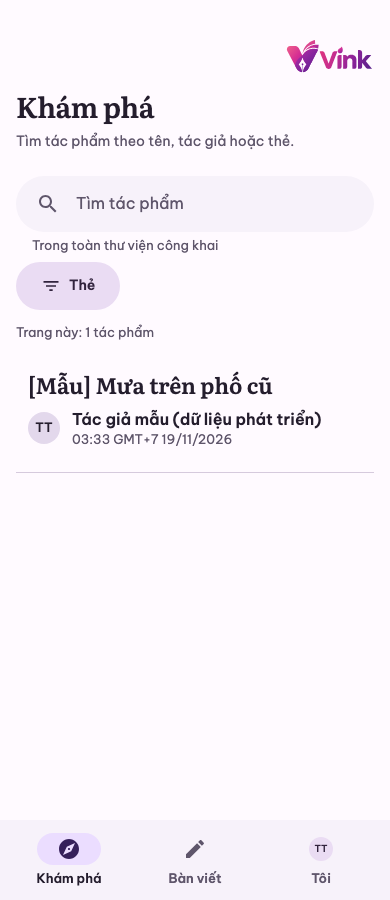 Vink
Khám phá
Tìm tác phẩm theo tên, tác giả hoặc thẻ.
Tìm tác phẩm
Trong toàn thư viện công khai
Thẻ
Trang này: 1 tác phẩm
[Mẫu] Mưa trên phố cũ
TT
Tác giả mẫu (dữ liệu phát triển)
03:33 GMT+7 19/11/2026
TT
Khám phá
Bàn viết
Tôi